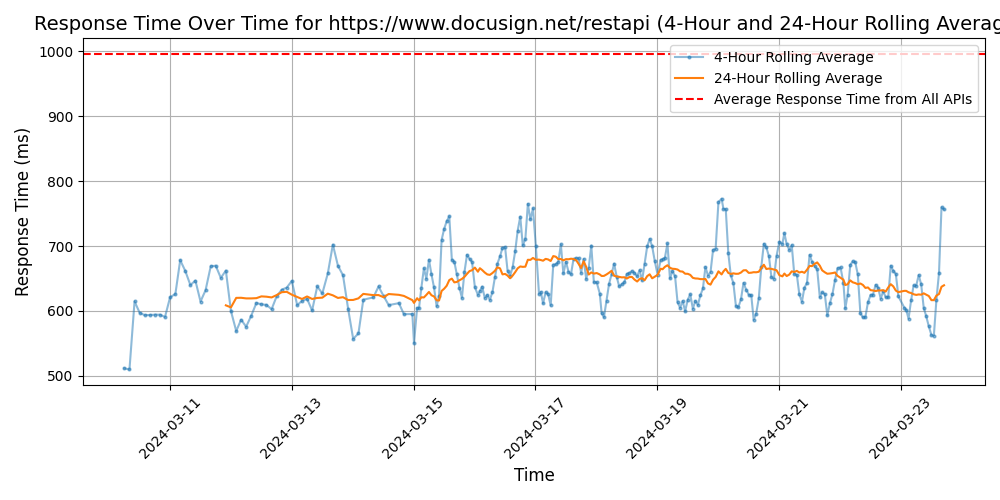 Response Time Over Time for https://www.docusign.net/restapi (4-Hour and 24-Hour Rolling Averag
1000
900
800
700
600
500
Response Time (ms)
4-Hour Rolling Average
24-Hour Rolling Average
Average Response Time from All APIs
2024-03-11
2024-03-13
2024-03-15
2024-03-17
2024-03-19
2024-03-21
2024-03-23
Time